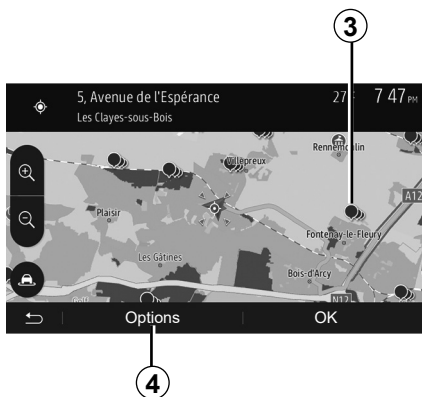 3
5, Avenue de l'Espérance
27° 7 47 PM
Les Clayes-sous-Bois
Rennemoulin
Villepreux
A12
Plaisir
Fontenay-le-Fleury
Les Gâtines
Bois-d'Arcy
N12
Options
OK
4